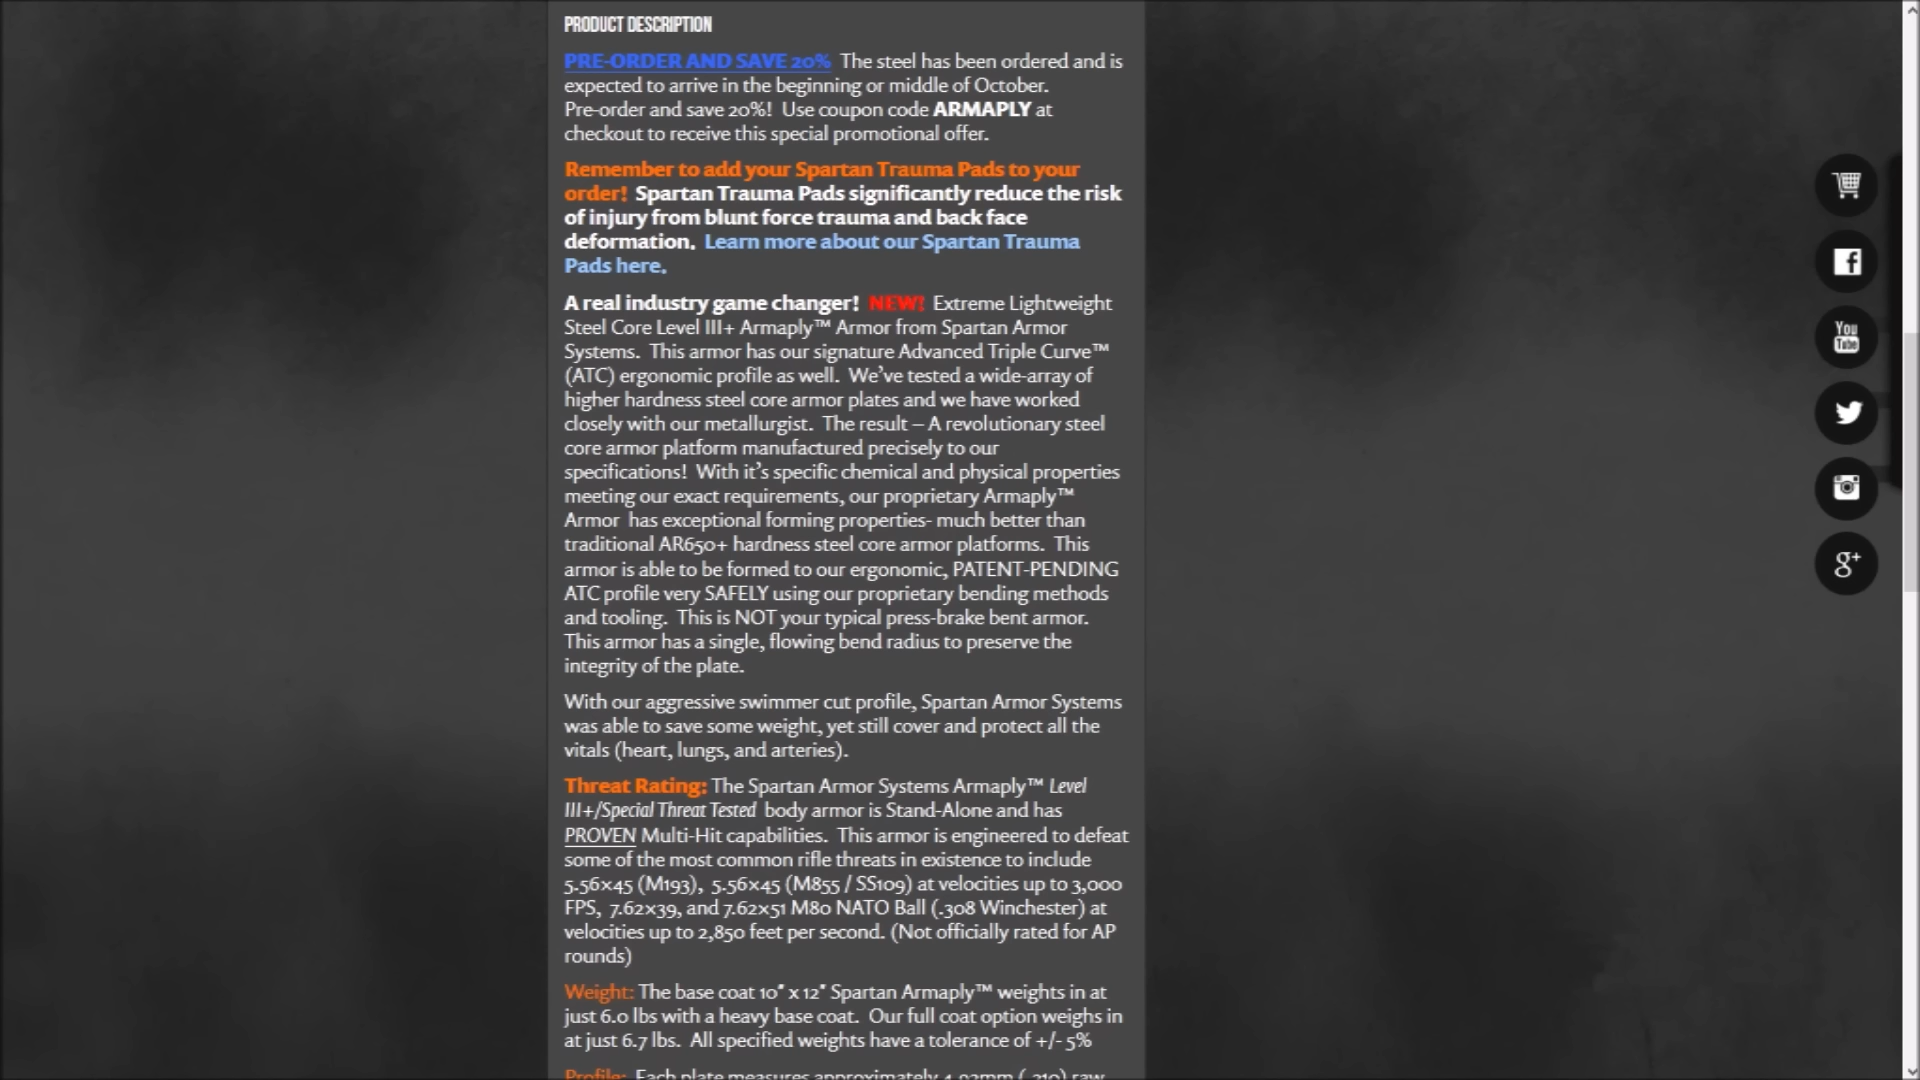 PRODUCT DESCRIPTION
PRE-ORDER AND SAVE 20% The steel has been ordered and is
expected to arrive in the beginning or middle of October.
Pre-order and save 20%! Use coupon code ARMAPLY at
checkout to receive this special promotional offer.
Remember to add your Spartan Trauma Pads to your
order! Spartan Trauma Pads significantly reduce the risk
of injury from blunt force trauma and back face
deformation. Learn more about our Spartan Trauma
Pads here.
A real industry game changer! NEW! Extreme Lightweight
Steel Core Level III+ Armaply™ Armor from Spartan Armor
Systems. This armor has our signature Advanced Triple Curve™
(ATC) ergonomic profile as well. We've tested a wide-array of
higher hardness steel core armor plates and we have worked
closely with our metallurgist. The result – A revolutionary steel
core armor platform manufactured precisely to our
specifications! With it's specific chemical and physical properties
meeting our exact requirements, our proprietary Armaply™
Armor has exceptional forming properties- much better than
traditional AR650+ hardness steel core armor platforms. This
armor is able to be formed to our ergonomic, PATENT-PENDING
ATC profile very SAFELY using our proprietary bending methods
and tooling. This is NOT your typical press-brake bent armor.
This armor has a single, flowing bend radius to preserve the
integrity of the plate.
With our aggressive swimmer cut profile, Spartan Armor Systems
was able to save some weight, yet still cover and protect all the
vitals (heart, lungs, and arteries).
Threat Rating: The Spartan Armor Systems Armaply™ Level
III+/Special Threat Tested body armor is Stand-Alone and has
PROVEN Multi-Hit capabilities. This armor is engineered to defeat
some of the most common rifle threats in existence to include
5.56×45 (M193), 5.56×45 (M855 / SS109) at velocities up to 3,000
FPS, 7.62×39, and 7.62×51 M80 NATO Ball (.308 Winchester) at
velocities up to 2,850 feet per second. (Not officially rated for AP
rounds)
Weight: The base coat 10" x 12" Spartan Armaply™ weights in at
just 6.0 lbs with a heavy base coat. Our full coat option weighs in
at just 6.7 lbs. All specified weights have a tolerance of +/- 5%
Profile: Each plate measures approximately
You
Tube
g+